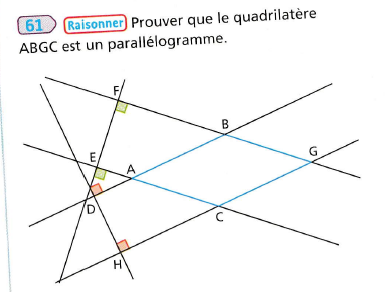 61 Raisonner Prouver que le quadrilatère
ABGC est un parallélogramme.
F
B
G
E
A
D
C
H